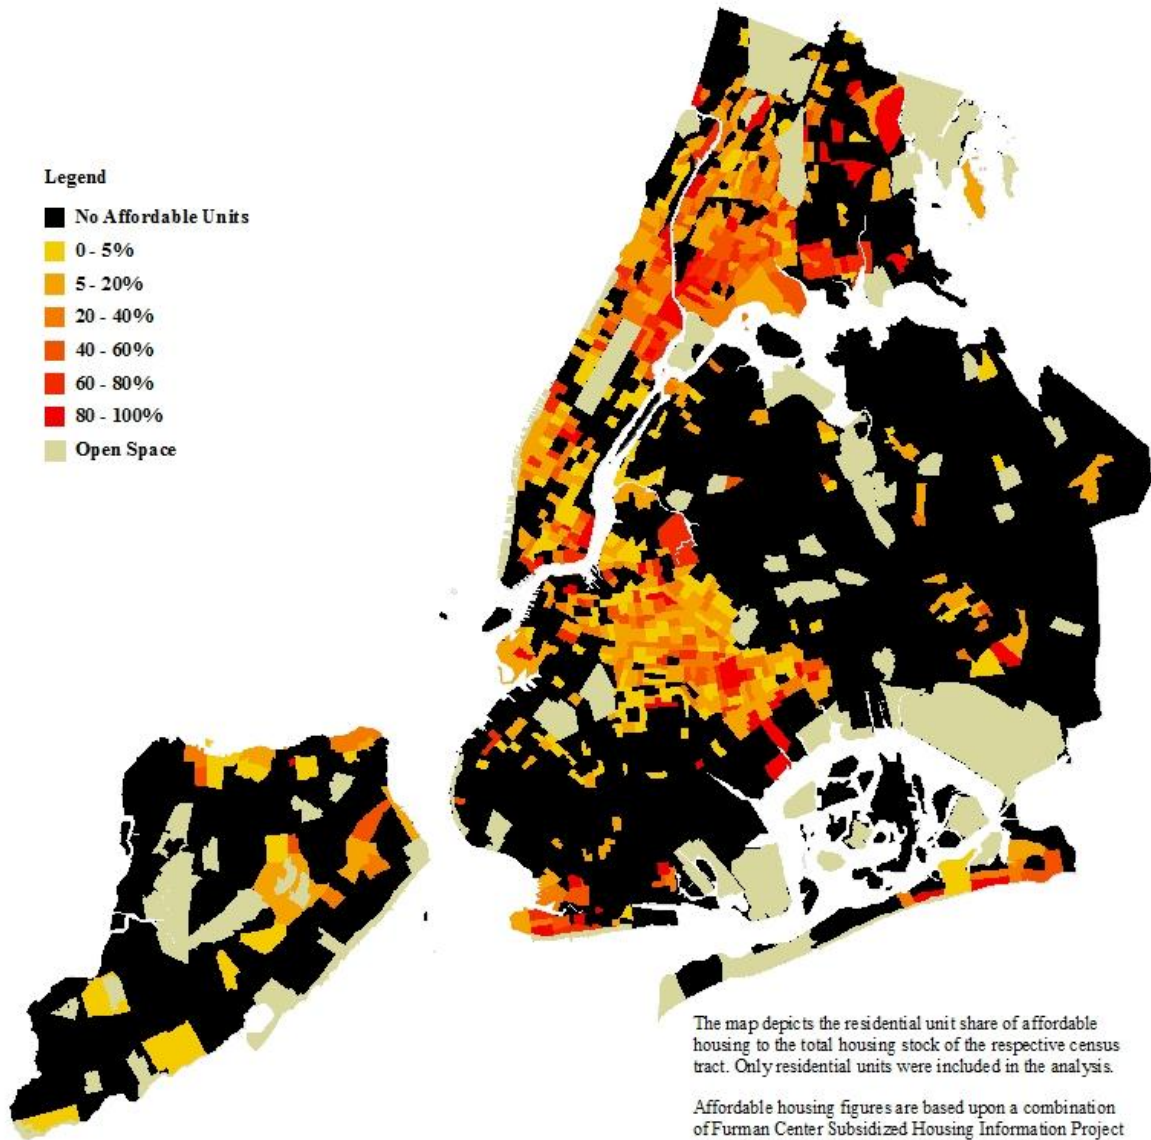 Legend
No Affordable Units
0 - 5%
5 - 20%
20 - 40%
40 - 60%
60 - 80%
80 - 100%
Open Space
The map depicts the residential unit share of affordable
housing to the total housing stock of the respective census
tract. Only residential units were included in the analysis.
Affordable housing figures are based upon a combination
of Furman Center Subsidized Housing Information Project